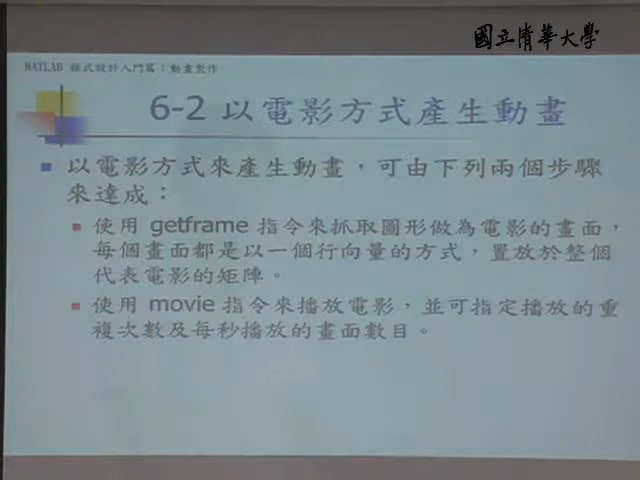 國立清華大學
MATLAB 程式設計入門篇：動畫製作
6-2 以電影方式產生動畫
以電影方式來產生動畫，可由下列兩個步驟
來達成：
使用 getframe 指令來抓取圖形做為電影的畫面，
每個畫面都是以一個行向量的方式，置放於整個
代表電影的矩陣。
使用 movie 指令來播放電影，並可指定播放的重
複次數及每秒播放的畫面數目。